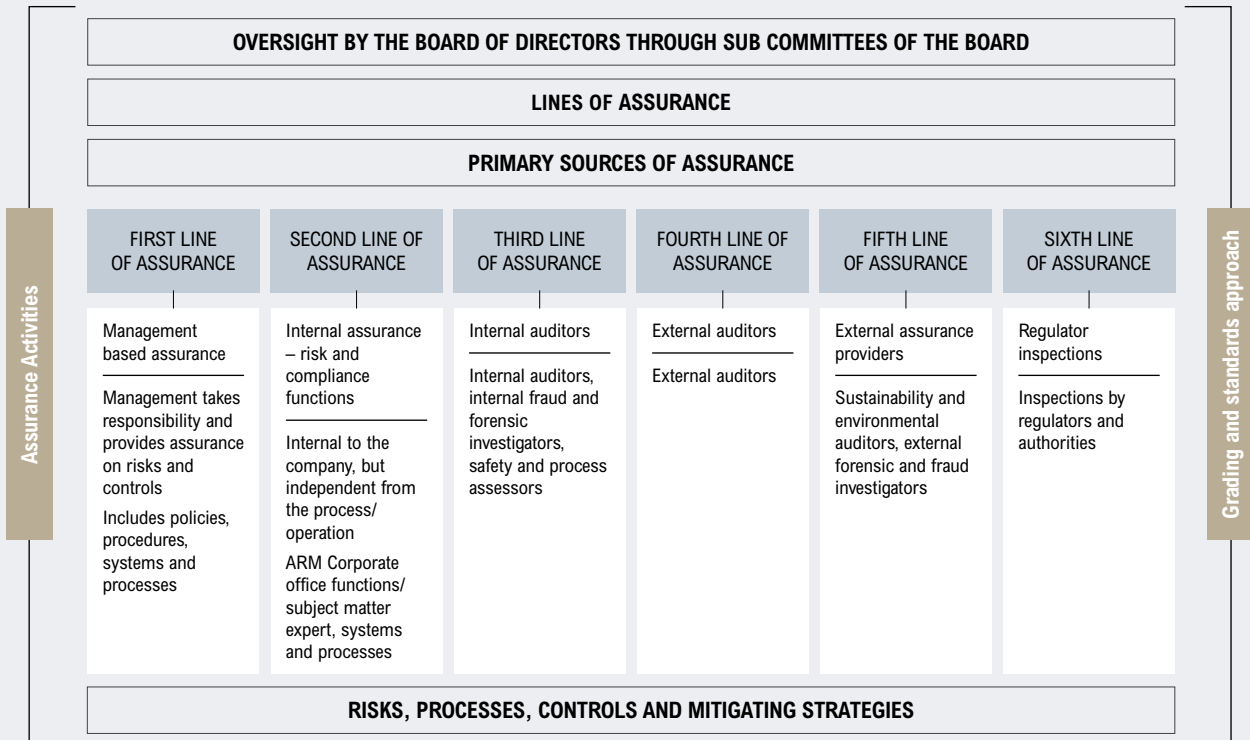 OVERSIGHT BY THE BOARD OF DIRECTORS THROUGH SUB COMMITTEES OF THE BOARD
LINES OF ASSURANCE
PRIMARY SOURCES OF ASSURANCE
Assurance Activities
FIRST LINE
OF ASSURANCE
Management
based assurance
Management takes
responsibility and
provides assurance
on risks and
controls
Includes policies,
procedures,
systems and
processes
SECOND LINE OF
ASSURANCE
Internal assurance
– risk and
compliance
functions
Internal to the
company, but
independent from
the process/
operation
ARM Corporate
office functions/
subject matter
expert, systems
and processes
THIRD LINE
OF ASSURANCE
Internal auditors
Internal auditors,
internal fraud and
forensic
investigators,
safety and process
assessors
FOURTH LINE OF
ASSURANCE
External auditors
External auditors
FIFTH LINE
OF ASSURANCE
External assurance
providers
Sustainability and
environmental
auditors, external
forensic and fraud
investigators
SIXTH LINE
OF ASSURANCE
Regulator
inspections
Inspections by
regulators and
authorities
Grading and standards approach
RISKS, PROCESSES, CONTROLS AND MITIGATING STRATEGIES